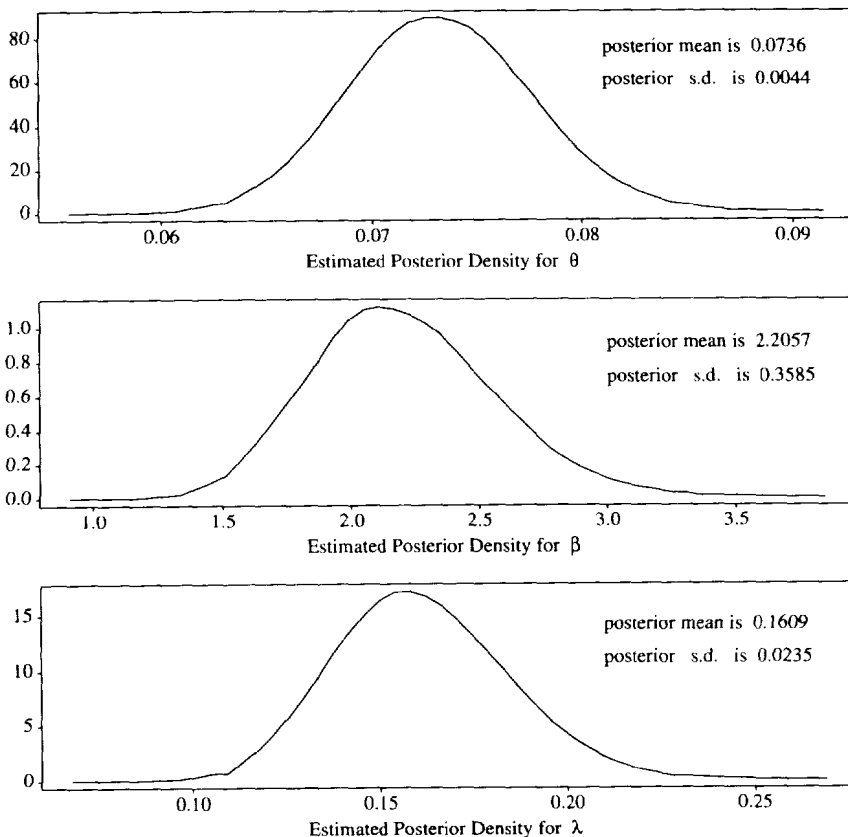 80
60
40
20
0
posterior mean is 0.0736
posterior s.d. is 0.0044
0.06 0.07 0.08 0.09
Estimated Posterior Density for θ
1.0
0.8
0.6
0.4
0.2
0.0
posterior mean is 2.2057
posterior s.d. is 0.3585
1.0 1.5 2.0 2.5 3.0 3.5
Estimated Posterior Density for β
15
10
5
0
posterior mean is 0.1609
posterior s.d. is 0.0235
0.10 0.15 0.20 0.25
Estimated Posterior Density for λ